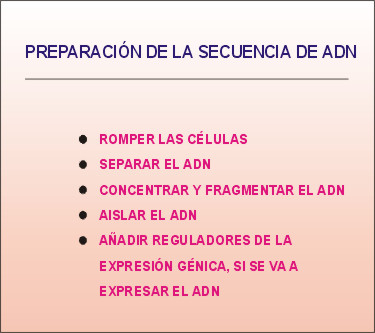 PREPARACIÓN DE LA SECUENCIA DE ADN
● ROMPER LAS CÉLULAS
● SEPARAR EL ADN
● CONCENTRAR Y FRAGMENTAR EL ADN
● AISLAR EL ADN
● AÑADIR REGULADORES DE LA
EXPRESIÓN GÉNICA, SI SE VA A
EXPRESAR EL ADN